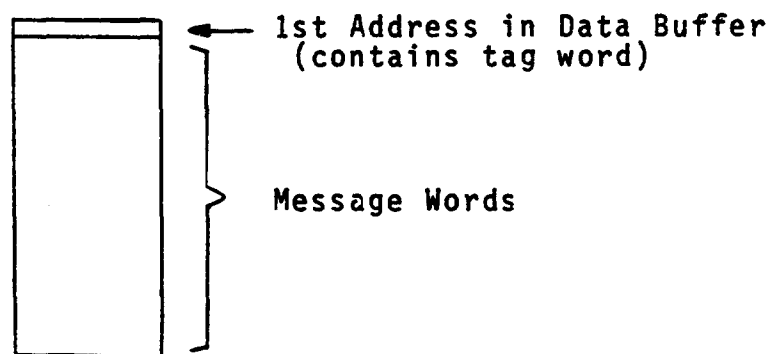 1st Address in Data Buffer
(contains tag word)
Message Words